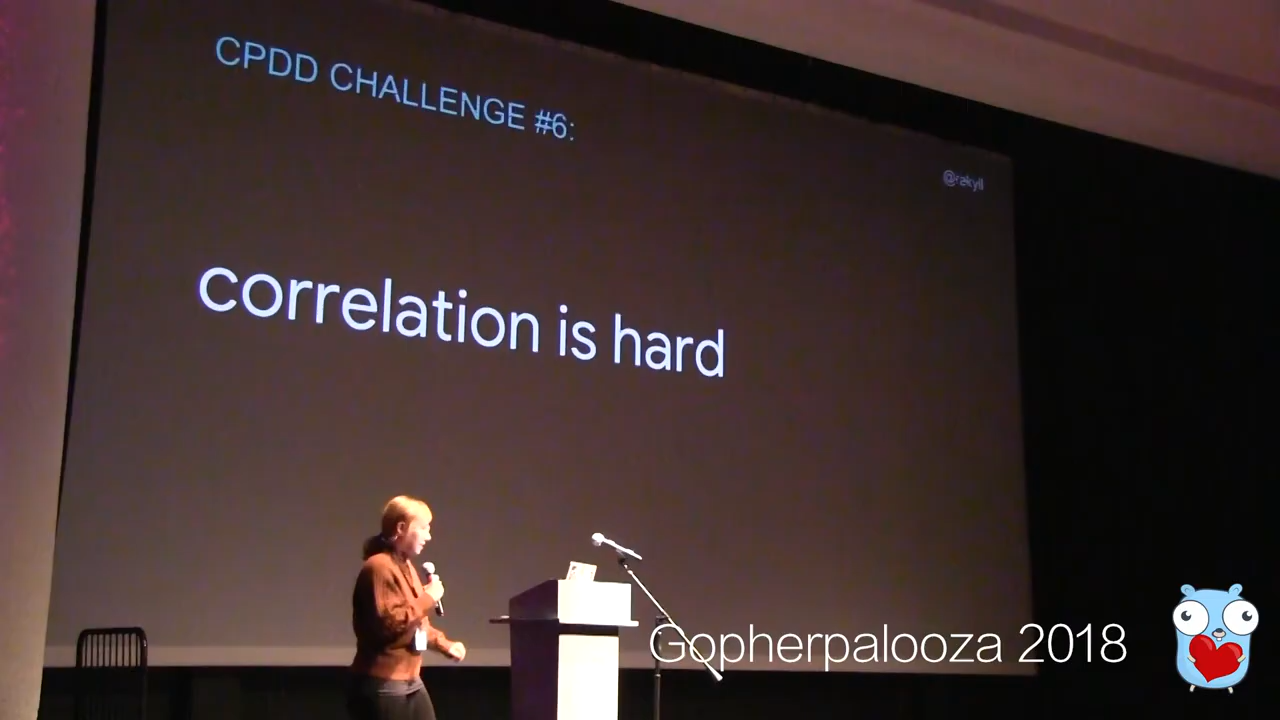 CPDD CHALLENGE #6:
@rakyll
correlation is hard
Gopherpalooza 2018